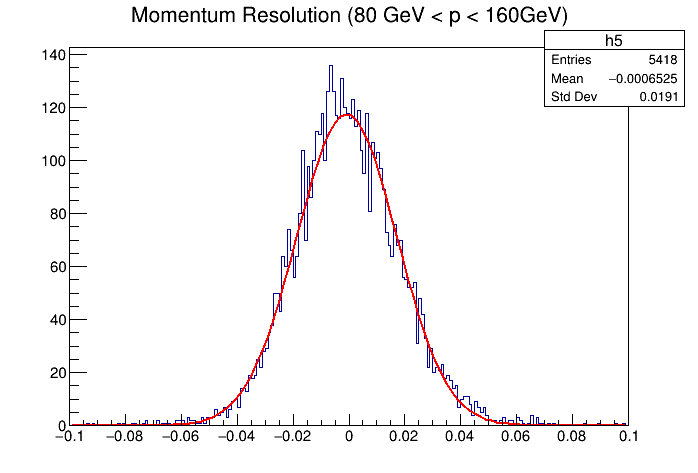 Momentum Resolution (80 GeV < p < 160GeV)
h5
Entries 5418
Mean −0.0006525
Std Dev 0.0191
140
120
100
80
60
40
20
0
−0.1 −0.08 −0.06 −0.04 −0.02 0 0.02 0.04 0.06 0.08 0.1